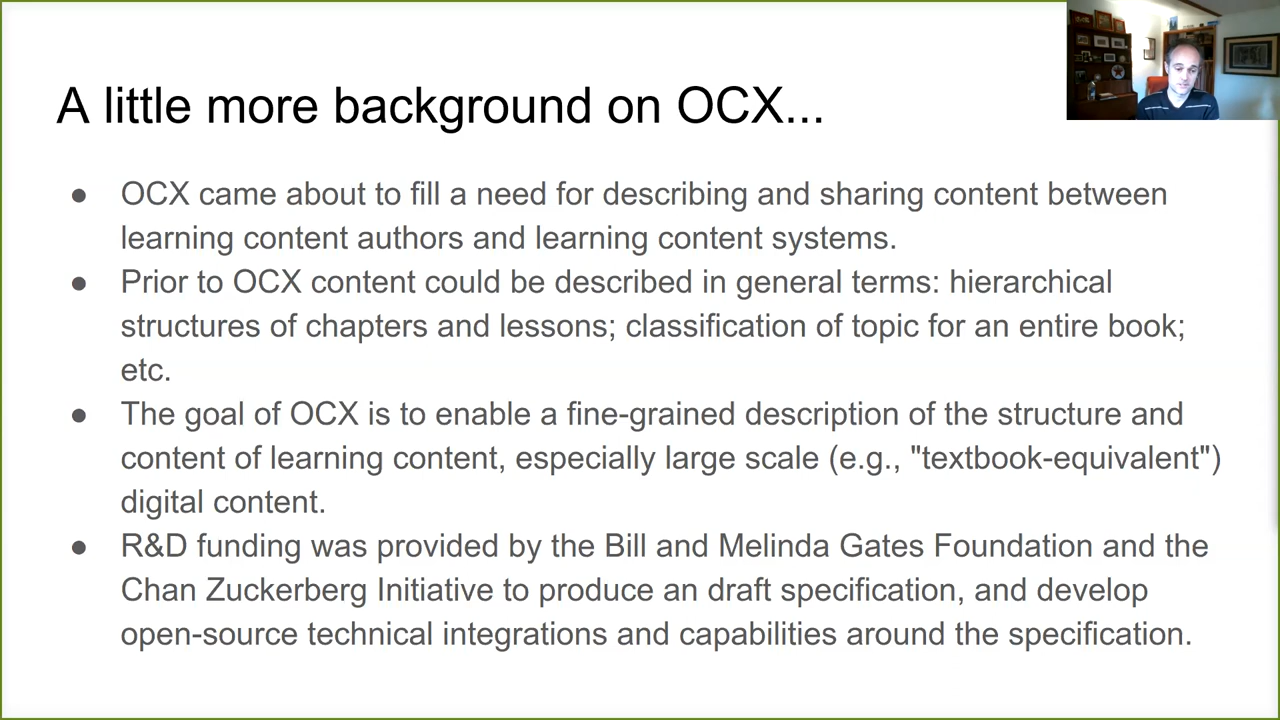 A little more background on OCX...
● OCX came about to fill a need for describing and sharing content between
learning content authors and learning content systems.
● Prior to OCX content could be described in general terms: hierarchical
structures of chapters and lessons; classification of topic for an entire book;
etc.
● The goal of OCX is to enable a fine-grained description of the structure and
content of learning content, especially large scale (e.g., "textbook-equivalent")
digital content.
● R&D funding was provided by the Bill and Melinda Gates Foundation and the
Chan Zuckerberg Initiative to produce an draft specification, and develop
open-source technical integrations and capabilities around the specification.